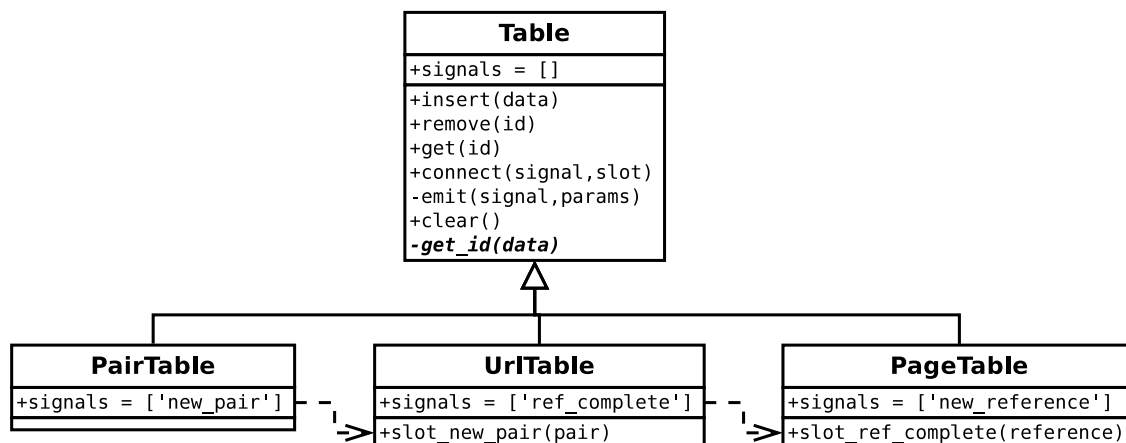 Table
+signals = []
+insert(data)
+remove(id)
+get(id)
+connect(signal,slot)
-emit(signal,params)
+clear()
-get_id(data)
PairTable
+signals = ['new_pair']
UrlTable
+signals = ['ref_complete']
+slot_new_pair(pair)
PageTable
+signals = ['new_reference']
+slot_ref_complete(reference)